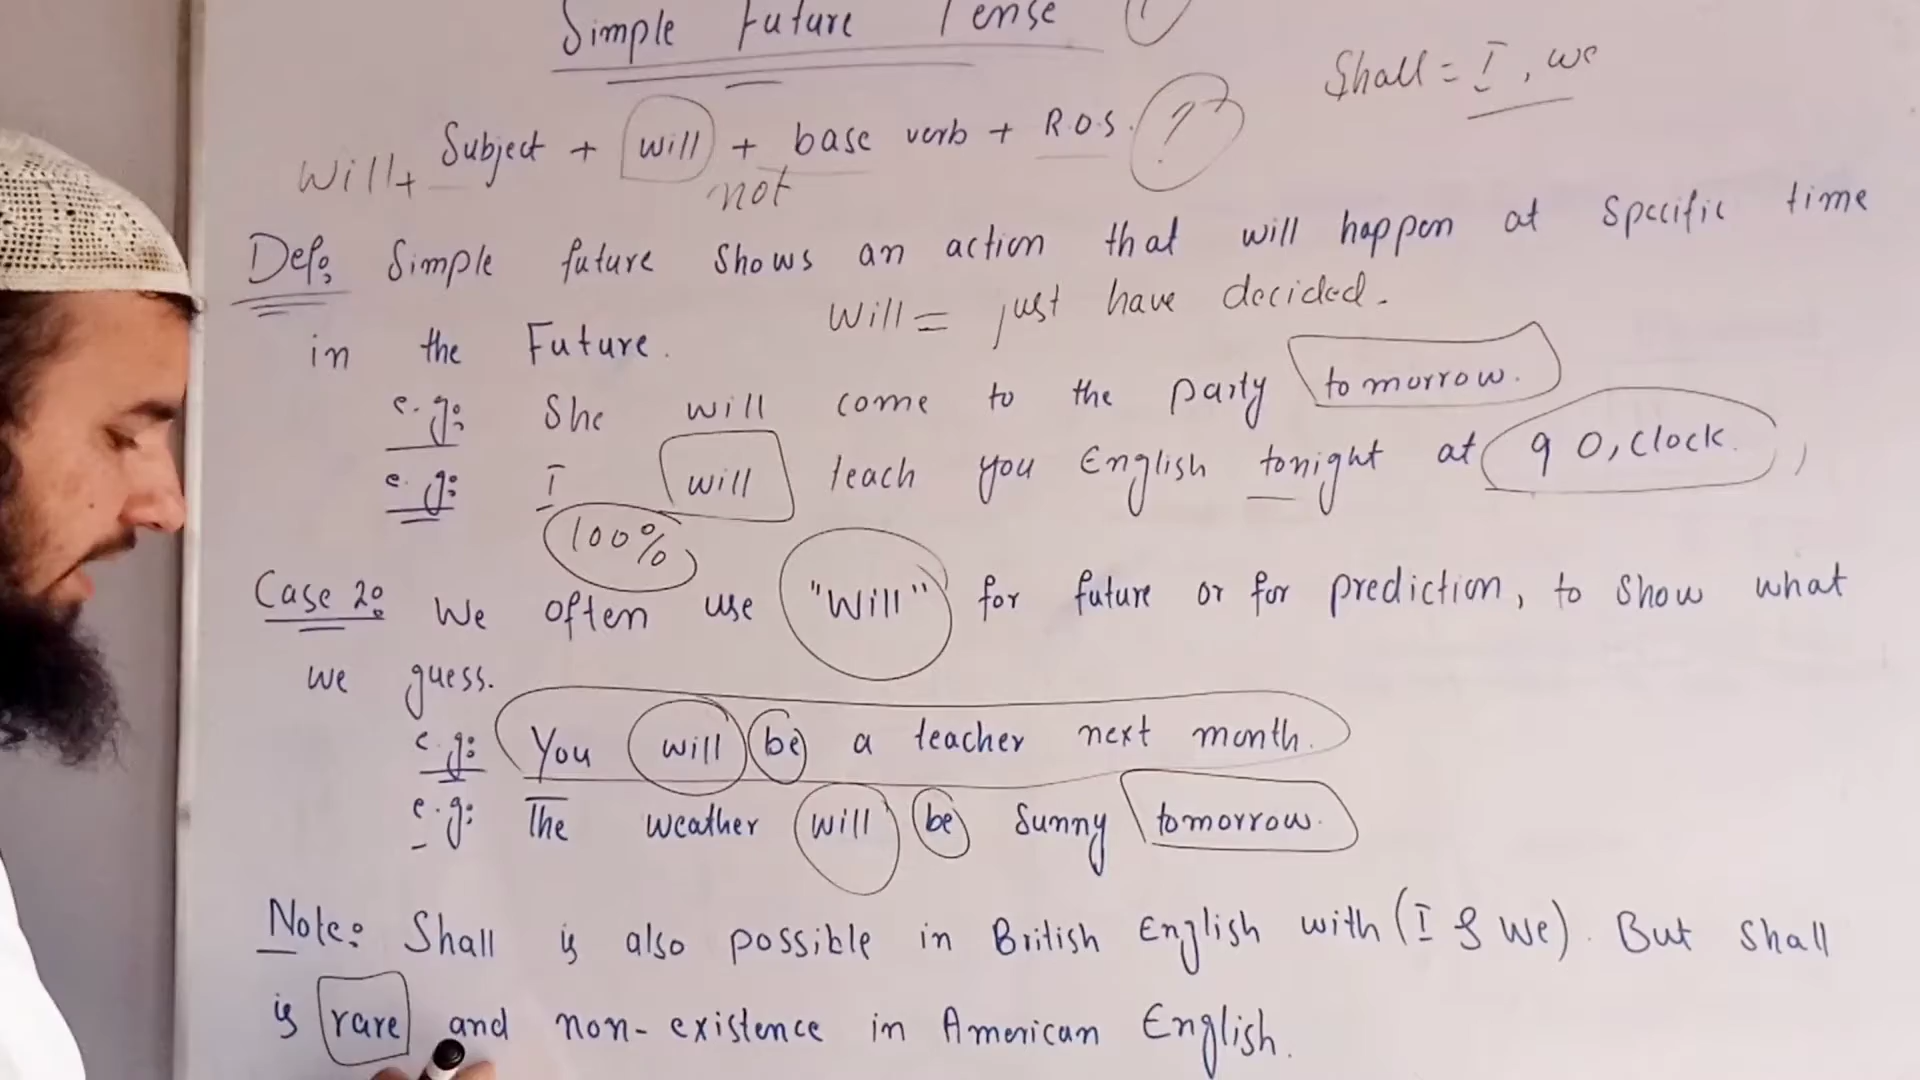 Simple Future Tense
Shall = I, we
Will + Subject + will + base verb + R.O.S. ?
not
Def: Simple future shows an action that will happen at specific time
in the Future.
Will = just have decided.
e.g: She will come to the party tomorrow.
e.g: I will teach you English tonight at 9 O,clock.
100%
Case 2: We often use "Will" for future or for prediction, to show what
we guess.
e.g: You will be a teacher next month.
e.g: The weather will be sunny tomorrow.
Note: Shall is also possible in British English with (I & We). But shall
is rare and non-existence in American English.